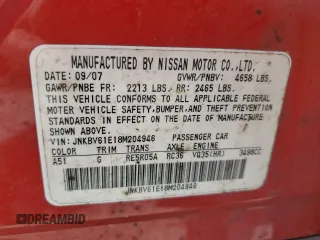 MANUFACTURED BY NISSAN MOTOR CO.,LTD.
DATE: 09/07 GVWR/PNBV: 4658 LBS.
GAWR/PNBE FR: 2213 LBS. RR: 2465 LBS.
THIS VEHICLE CONFORMS TO ALL APPLICABLE FEDERAL
MOTOR VEHICLE SAFETY,BUMPER,AND THEFT PREVENTION
STANDARDS IN EFFECT ON THE DATE OF MANUFACTURE
SHOWN ABOVE.
VIN: JNKBV61E18M204946 PASSENGER CAR
COLOR TRIM TRANS AXLE ENGINE
A51 G RE5R05A RC36 VQ35(HR) 3498CC
JNKBV61E18M204946